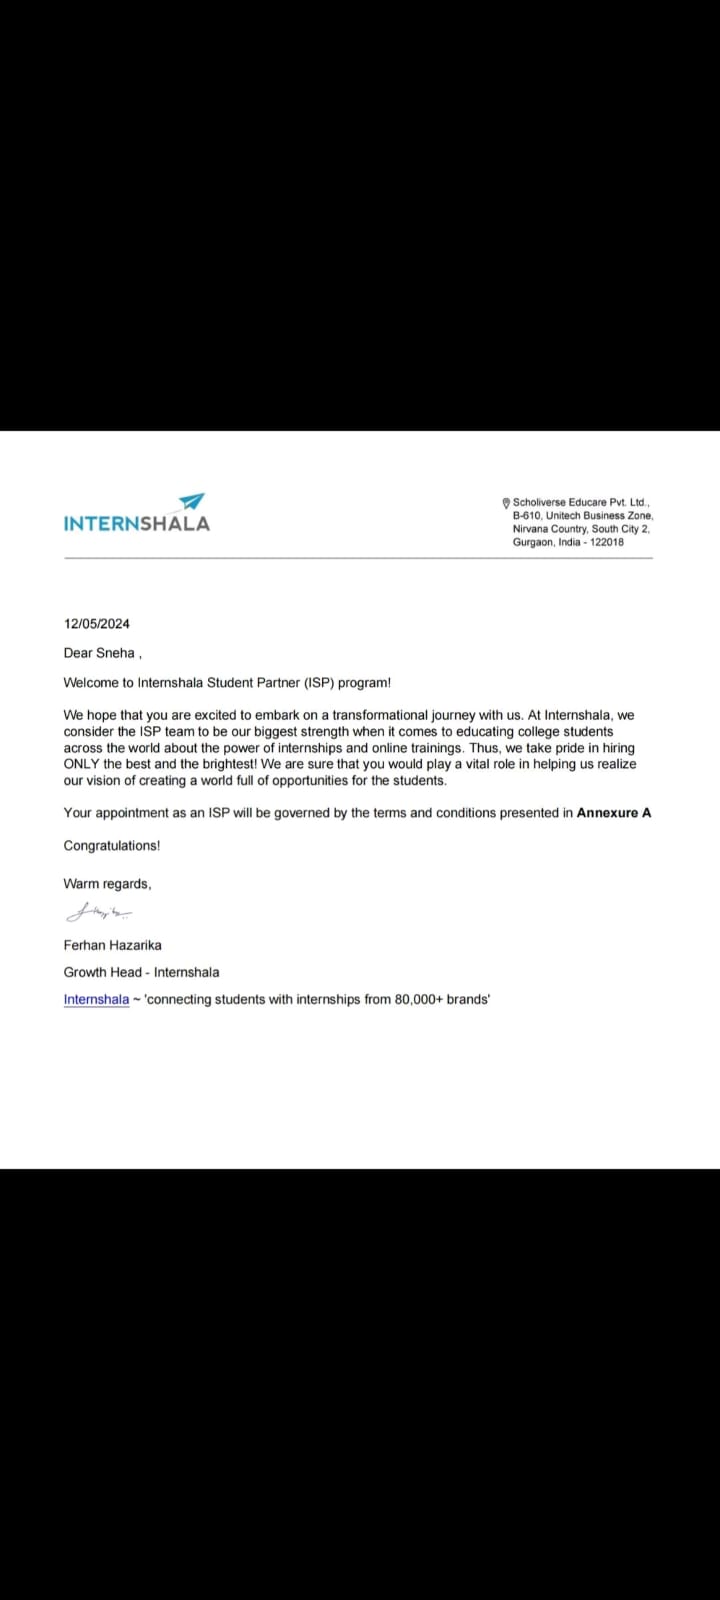 INTERNSHALA
Scholiverse Educare Pvt. Ltd.,
B-610, Unitech Business Zone,
Nirvana Country, South City 2,
Gurgaon, India - 122018
12/05/2024
Dear Sneha ,
Welcome to Internshala Student Partner (ISP) program!
We hope that you are excited to embark on a transformational journey with us. At Internshala, we
consider the ISP team to be our biggest strength when it comes to educating college students
across the world about the power of internships and online trainings. Thus, we take pride in hiring
ONLY the best and the brightest! We are sure that you would play a vital role in helping us realize
our vision of creating a world full of opportunities for the students.
Your appointment as an ISP will be governed by the terms and conditions presented in Annexure A
Congratulations!
Warm regards,
Ferhan Hazarika
Growth Head - Internshala
Internshala ~ 'connecting students with internships from 80,000+ brands'